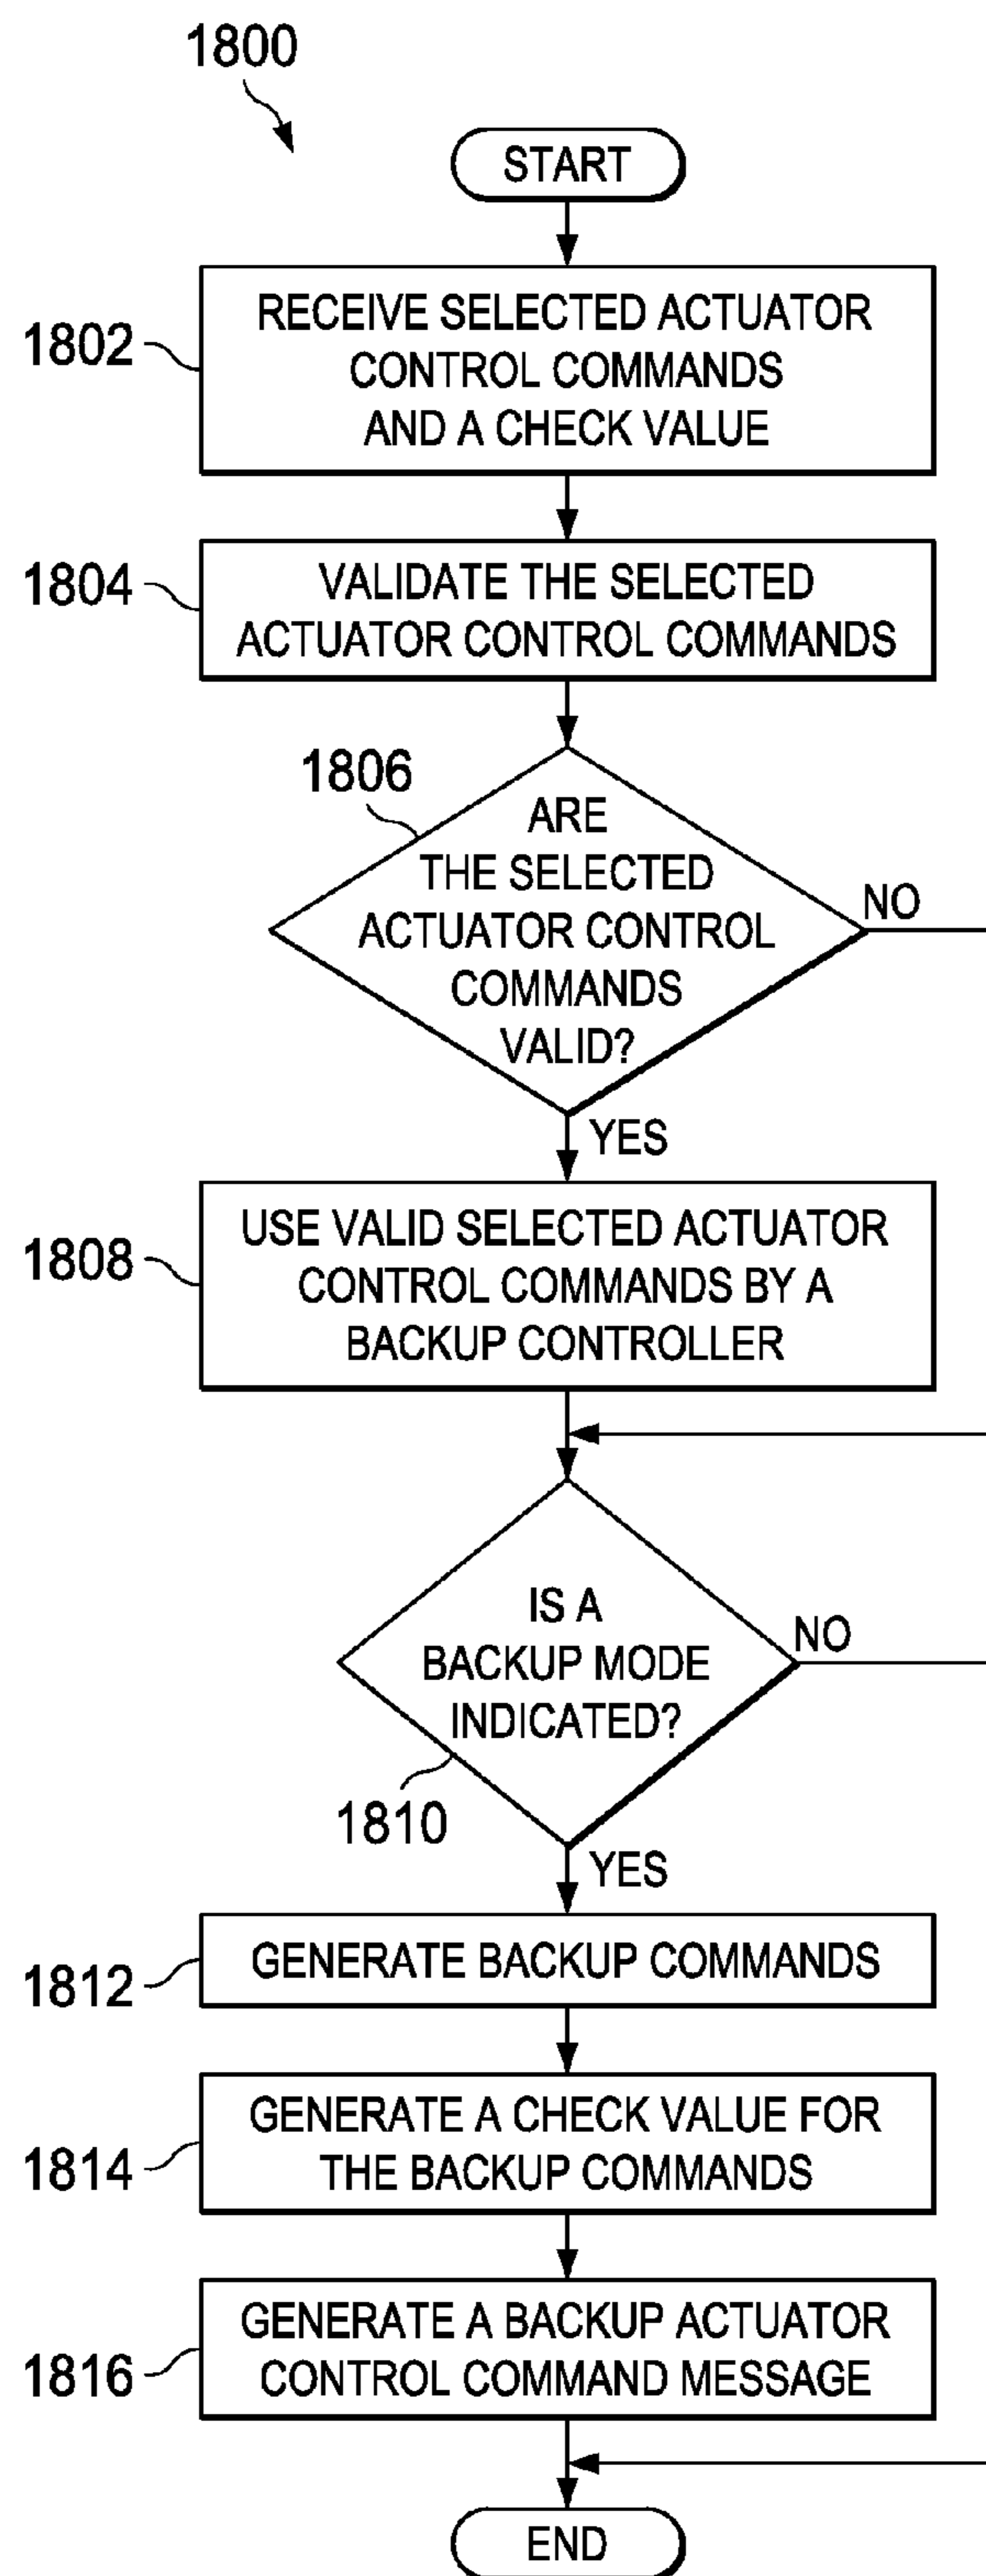 1800
START
1802
RECEIVE SELECTED ACTUATOR
CONTROL COMMANDS
AND A CHECK VALUE
1804
VALIDATE THE SELECTED
ACTUATOR CONTROL COMMANDS
1806
ARE
THE SELECTED
ACTUATOR CONTROL
COMMANDS
VALID?
NO
YES
1808
USE VALID SELECTED ACTUATOR
CONTROL COMMANDS BY A
BACKUP CONTROLLER
IS A
BACKUP MODE
INDICATED?
NO
1810
YES
1812
GENERATE BACKUP COMMANDS
1814
GENERATE A CHECK VALUE FOR
THE BACKUP COMMANDS
1816
GENERATE A BACKUP ACTUATOR
CONTROL COMMAND MESSAGE
END